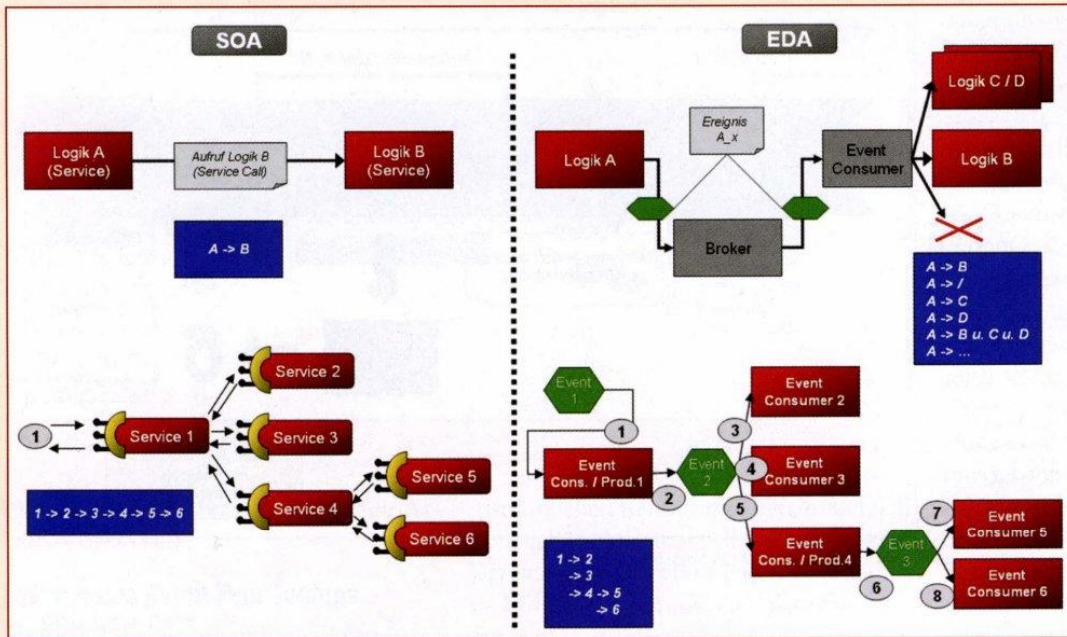 SOA
EDA
Logik A
(Service)
Aufruf Logik B
(Service Call)
Logik B
(Service)
A -> B
Logik A
Ereignis
A_x
Broker
Event
Consumer
Logik C / D
Logik B
A -> B
A -> /
A -> C
A -> D
A -> B u. C u. D
A -> ...
1
Service 1
Service 2
Service 3
Service 4
Service 5
Service 6
1 -> 2 -> 3 -> 4 -> 5 -> 6
Event
1
1
Event
Cons. / Prod.1
2
Event
2
3
4
5
Event
Consumer 2
Event
Consumer 3
Event
Cons. / Prod.4
6
Event
3
7
8
Event
Consumer 5
Event
Consumer 6
1 -> 2
-> 3
-> 4 -> 5
-> 6